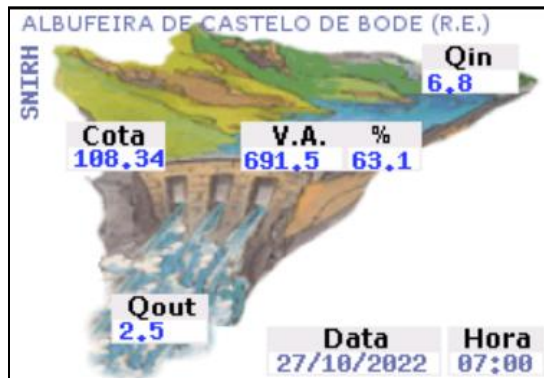 ALBUFEIRA DE CASTELO DE BODE (R.E.)
SNIRH
Qin
6.8
Cota
108.34
V.A. %
691.5 63.1
Qout
2.5
Data Hora
27/10/2022 07:00